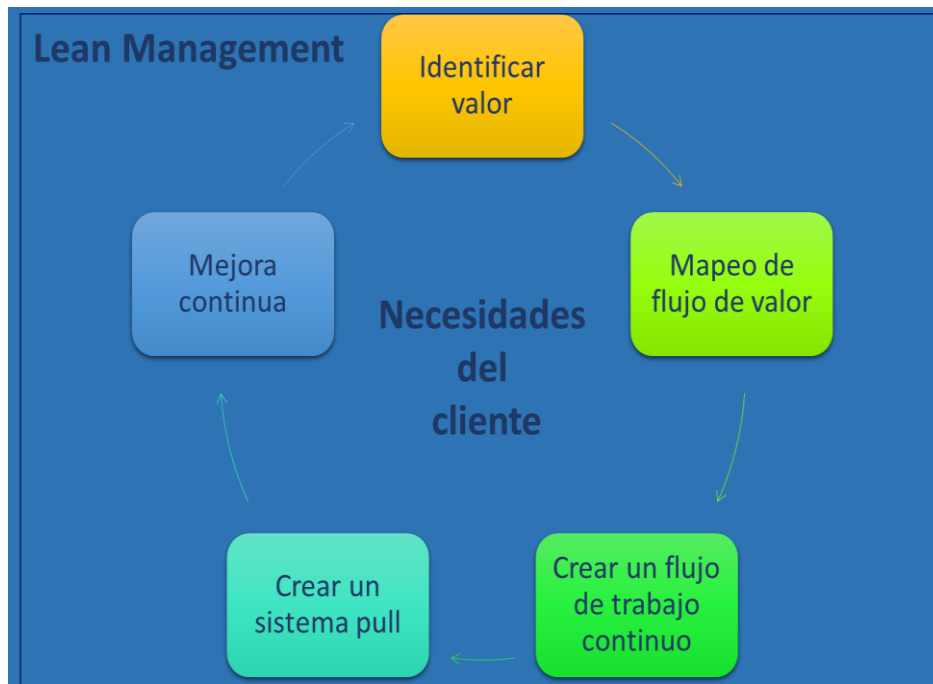 Lean Management
Identificar
valor
Mapeo de
flujo de valor
Crear un flujo
de trabajo
continuo
Crear un
sistema pull
Mejora
continua
Necesidades
del
cliente